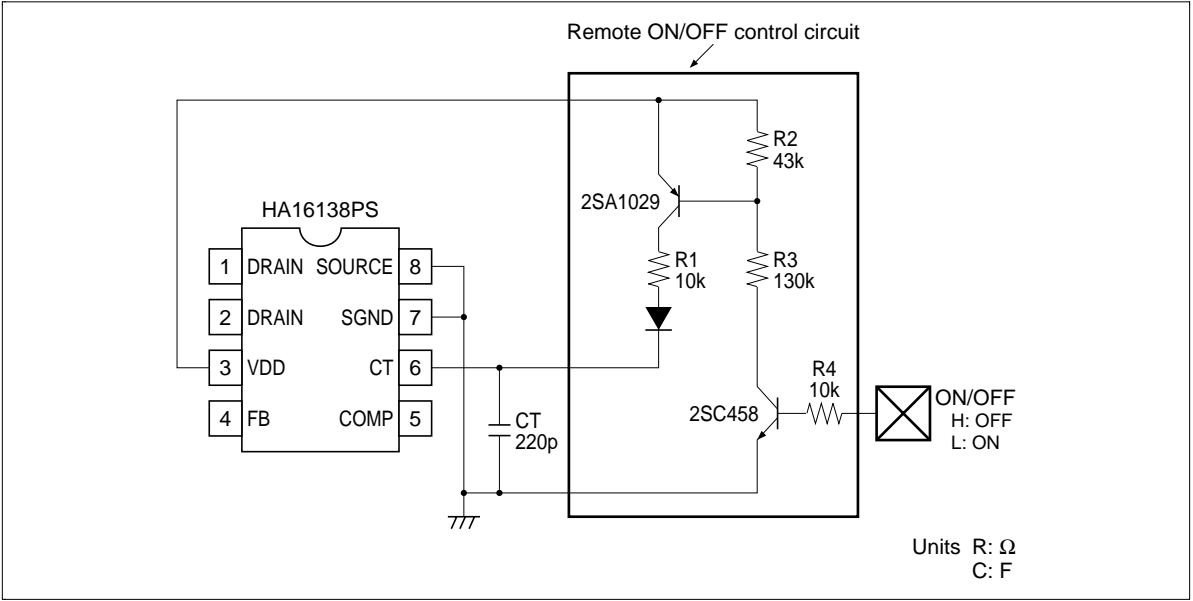 Remote ON/OFF control circuit
R2
43k
2SA1029
HA16138PS
1 DRAIN SOURCE 8
R1
10k
R3
130k
2 DRAIN SGND 7
3 VDD CT 6
R4
10k
ON/OFF
H: OFF
L: ON
4 FB COMP 5
CT
220p
2SC458
Units R: Ω
C: F